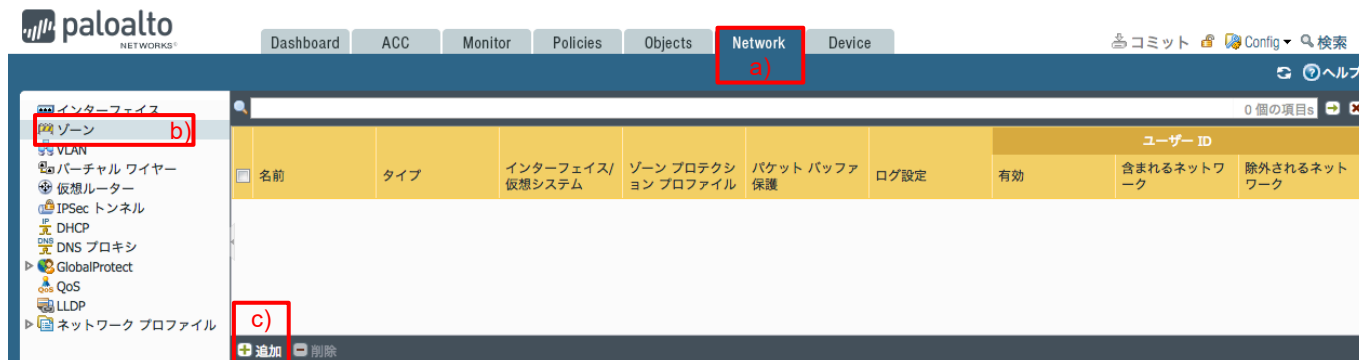 paloalto
NETWORKS®
Dashboard ACC Monitor Policies Objects Network Device
a)
コミット Config 検索
ヘルプ
インターフェイス
ゾーン
b)
VLAN
バーチャル ワイヤー
仮想ルーター
IPSec トンネル
DHCP
DNS プロキシ
GlobalProtect
QoS
LLDP
ネットワーク プロファイル
0 個の項目s
ユーザー ID
名前 タイプ インターフェイス/ ゾーン プロテクシ パケット バッファ ログ設定 有効 含まれるネットワ 除外されるネット
仮想システム ョン プロファイル 保護 ーク ワーク
c)
追加 削除